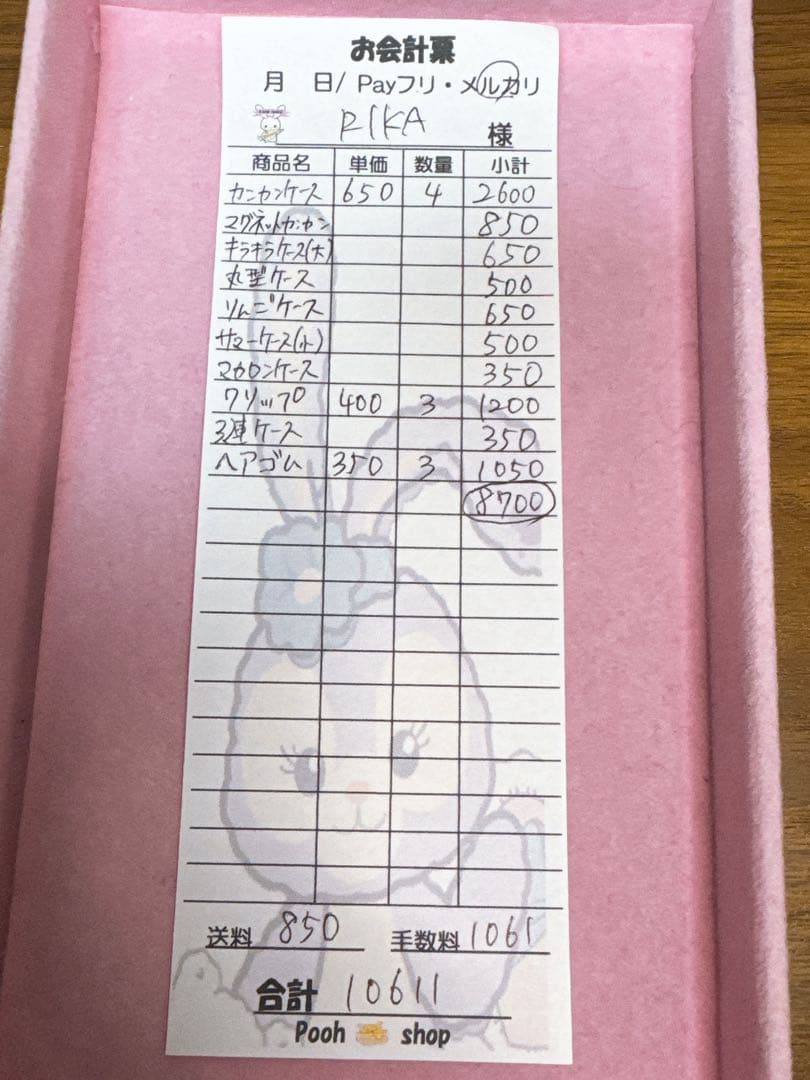 お会計票
月 日/ Payフリ・メルカリ
RIKA 様
商品名 単価 数量 小計
カンカンケース 650 4 2600
マグネットカンカン 850
キラキラケース(大) 650
丸型ケース 500
りんごケース 650
サマーケース(小) 500
マカロンケース 350
クリップ 400 3 1200
3連ケース 350
ヘアゴム 350 3 1050
8700
送料 850 手数料 1061
合計 10611
Pooh shop